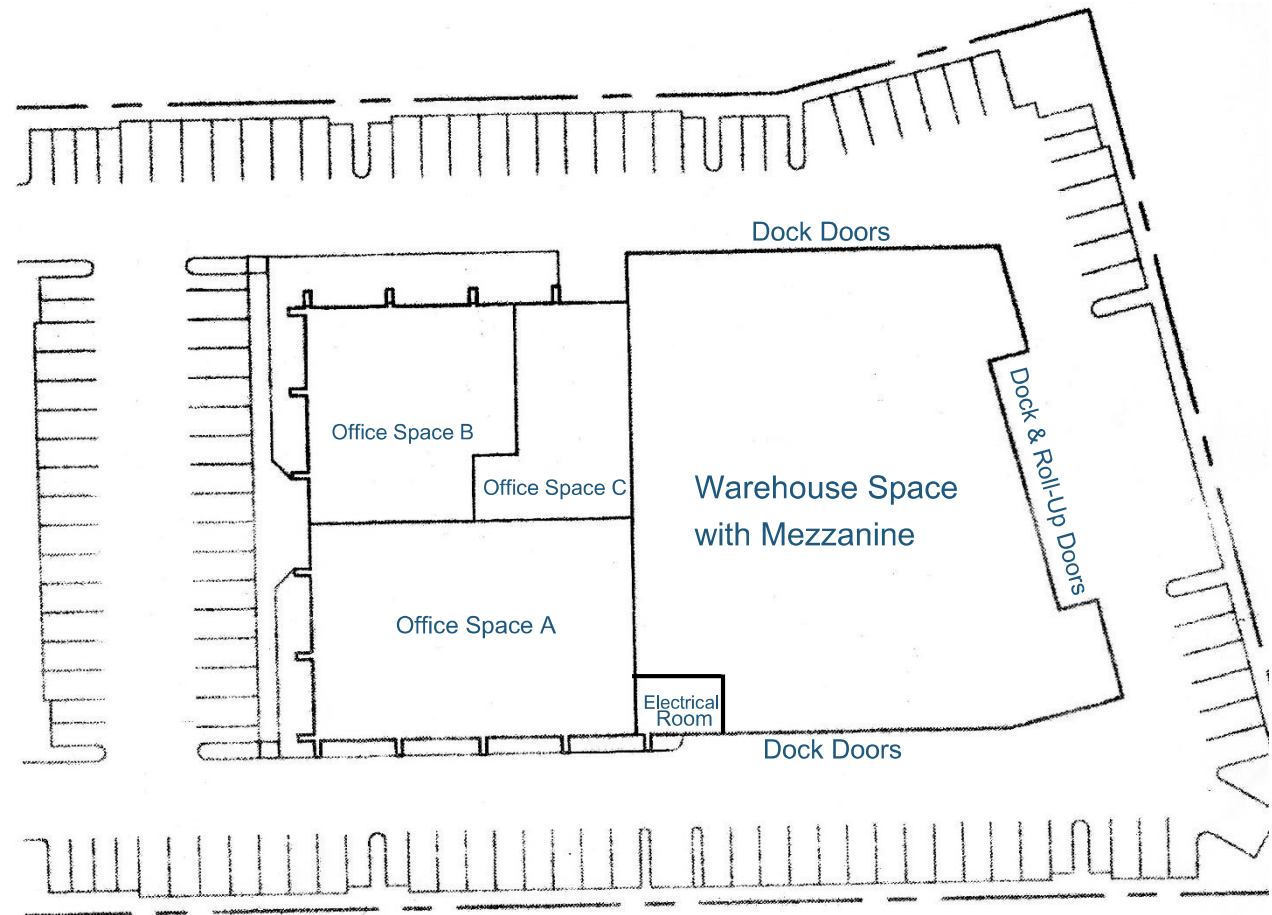 Dock Doors
Dock & Roll-Up Doors
Office Space B
Office Space C
Warehouse Space
with Mezzanine
Office Space A
Electrical
Room
Dock Doors